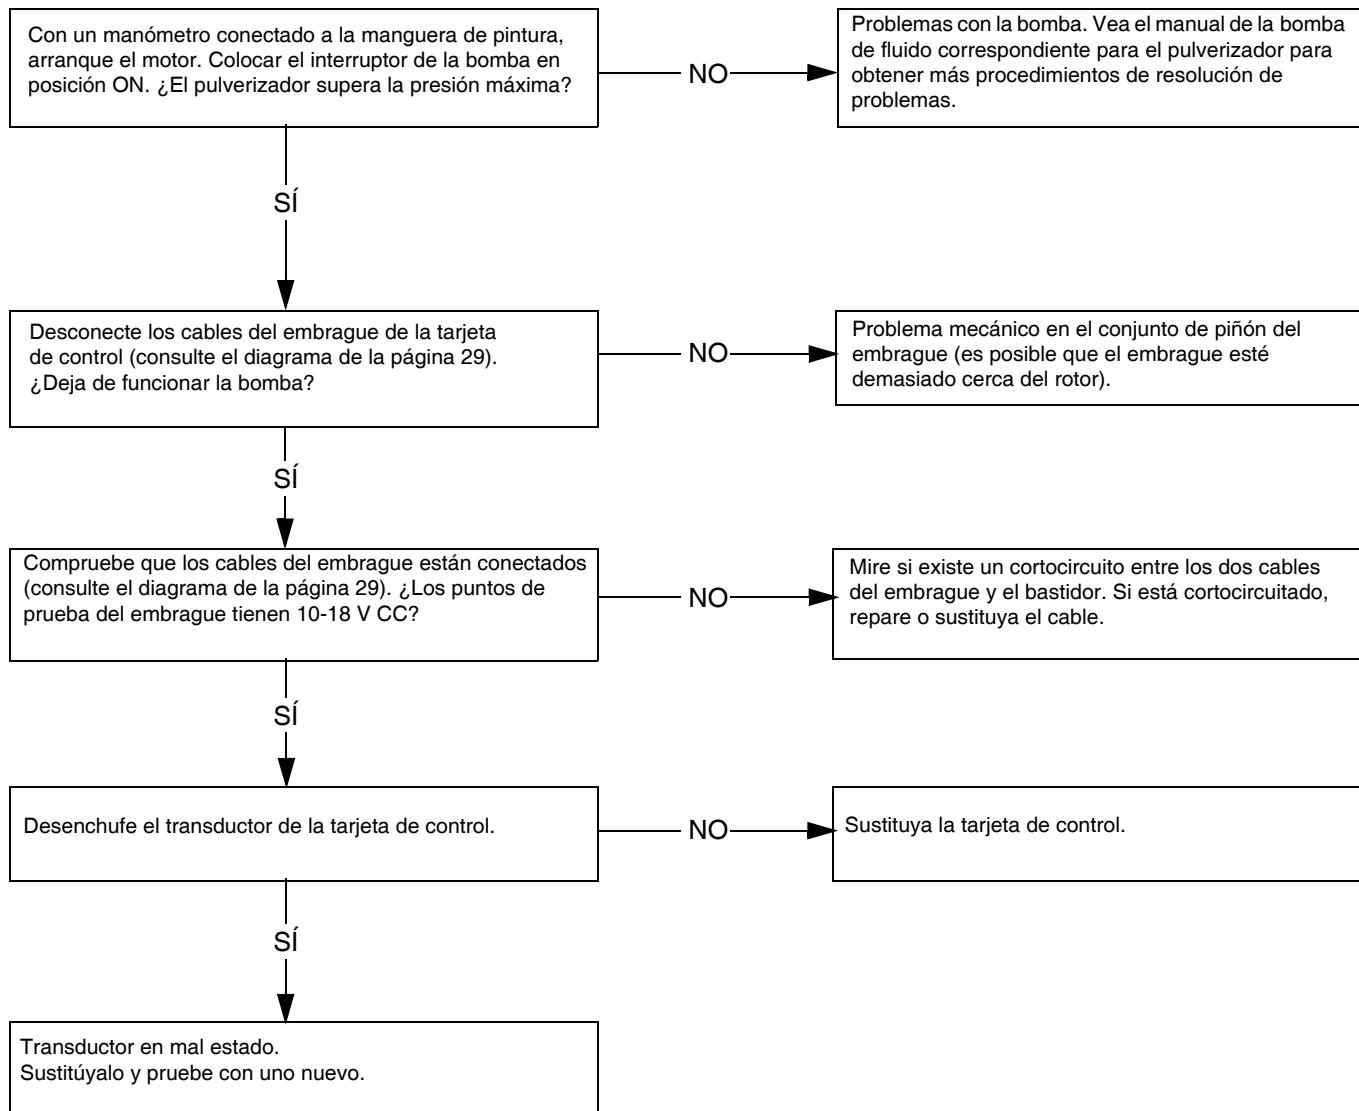 Con un manómetro conectado a la manguera de pintura,
arranque el motor. Colocar el interruptor de la bomba en
posición ON. ¿El pulverizador supera la presión máxima?
NO
Problemas con la bomba. Vea el manual de la bomba
de fluido correspondiente para el pulverizador para
obtener más procedimientos de resolución de
problemas.
SÍ
Desconecte los cables del embrague de la tarjeta
de control (consulte el diagrama de la página 29).
¿Deja de funcionar la bomba?
NO
Problema mecánico en el conjunto de piñón del
embrague (es posible que el embrague esté
demasiado cerca del rotor).
SÍ
Compruebe que los cables del embrague están conectados
(consulte el diagrama de la página 29). ¿Los puntos de
prueba del embrague tienen 10-18 V CC?
NO
Mire si existe un cortocircuito entre los dos cables
del embrague y el bastidor. Si está cortocircuitado,
repare o sustituya el cable.
SÍ
Desenchufe el transductor de la tarjeta de control.
NO
Sustituya la tarjeta de control.
SÍ
Transductor en mal estado.
Sustitúyalo y pruebe con uno nuevo.